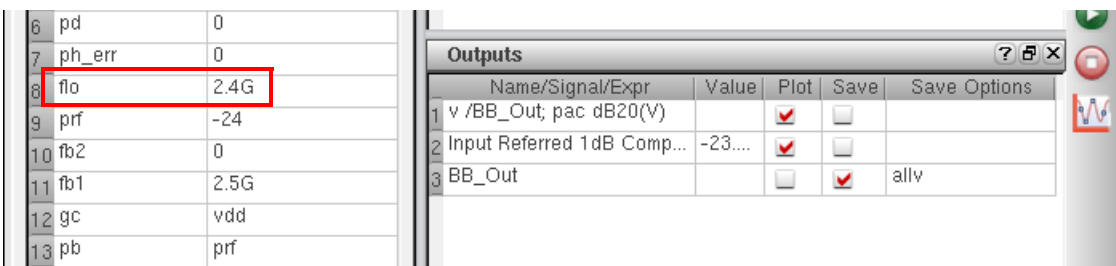 6 pd 0
7 ph_err 0
8 flo 2.4G
9 prf -24
10 fb2 0
11 fb1 2.5G
12 gc vdd
13 pb prf
Outputs
Name/Signal/Expr Value Plot Save Save Options
1 v /BB_Out; pac dB20(V)
2 Input Referred 1dB Comp... -23....
3 BB_Out allv